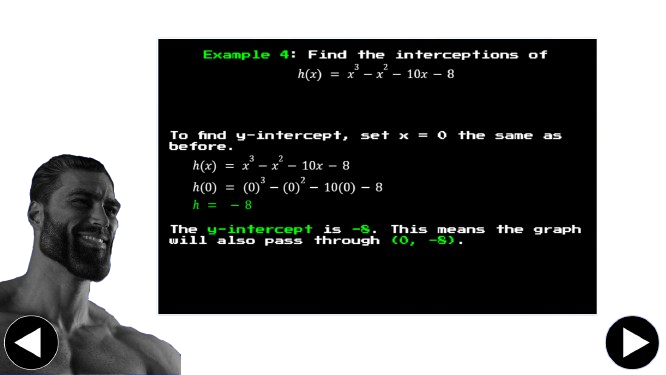 Example 4: Find the interceptions of
h(x) = x³ − x² − 10x − 8
To find y-intercept, set x = 0 the same as
before.
h(x) = x³ − x² − 10x − 8
h(0) = (0)³ − (0)² − 10(0) − 8
h = − 8
The y-intercept is -8. This means the graph
will also pass through (0, -8).